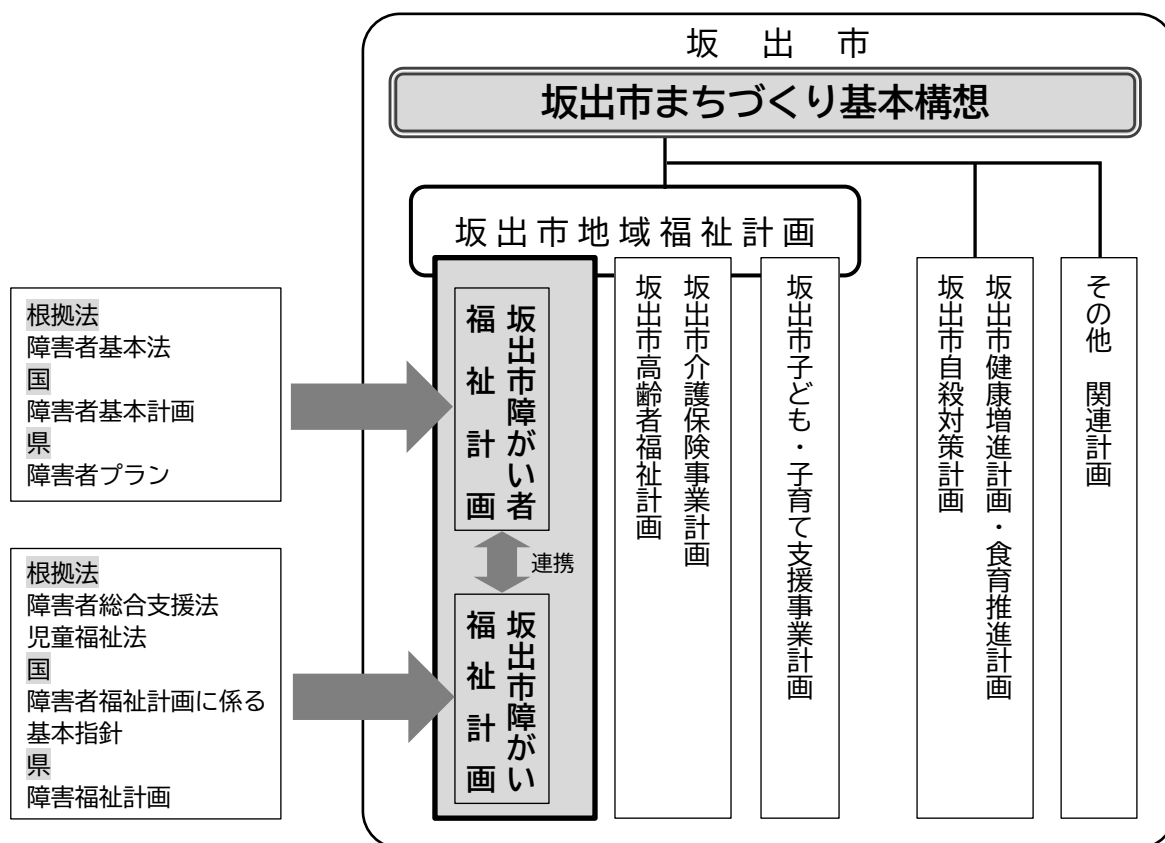 坂出市
坂出市まちづくり基本構想
坂出市地域福祉計画
根拠法
障害者基本法
国
障害者基本計画
県
障害者プラン
根拠法
障害者総合支援法
児童福祉法
国
障害者福祉計画に係る
基本指針
県
障害福祉計画
坂出市障がい者
福祉計画
連携
坂出市障がい
福祉計画
坂出市介護保険事業計画
坂出市高齢者福祉計画
坂出市子ども・子育て支援事業計画
坂出市健康増進計画・食育推進計画
坂出市自殺対策計画
その他 関連計画